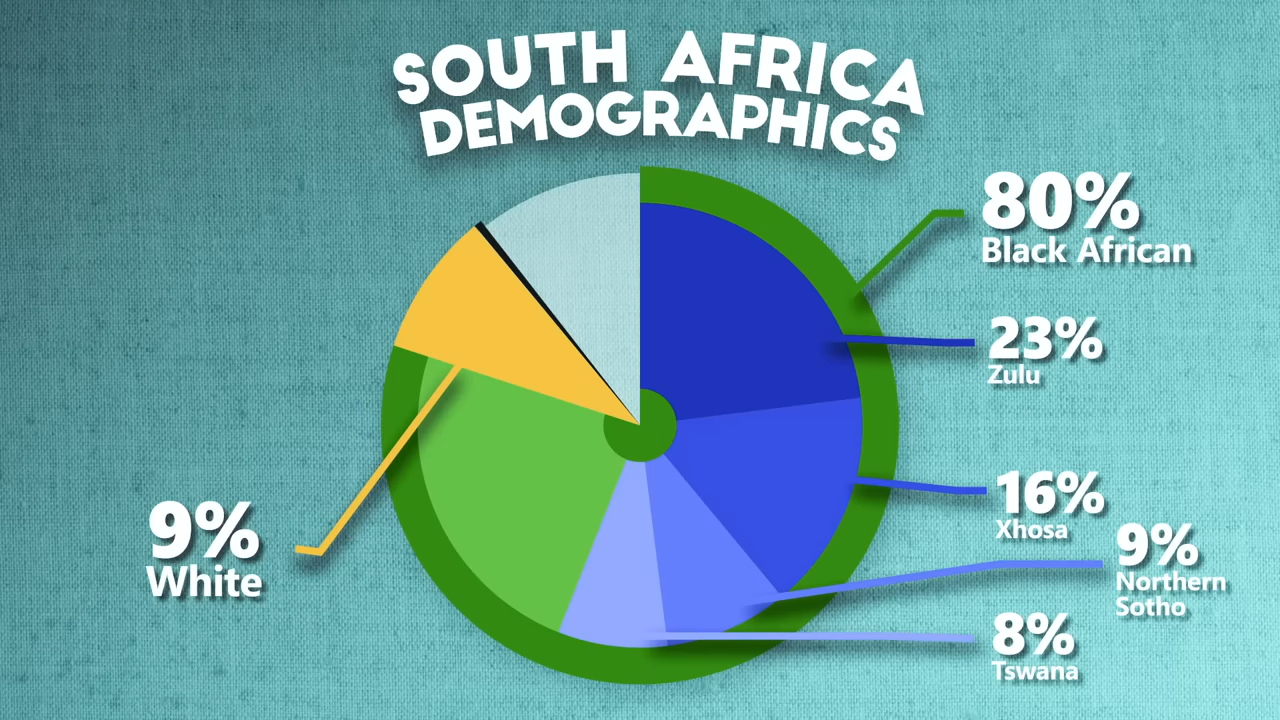 SOUTH AFRICA
DEMOGRAPHICS
80%
Black African
23%
Zulu
16%
Xhosa
9%
Northern
Sotho
8%
Tswana
9%
White